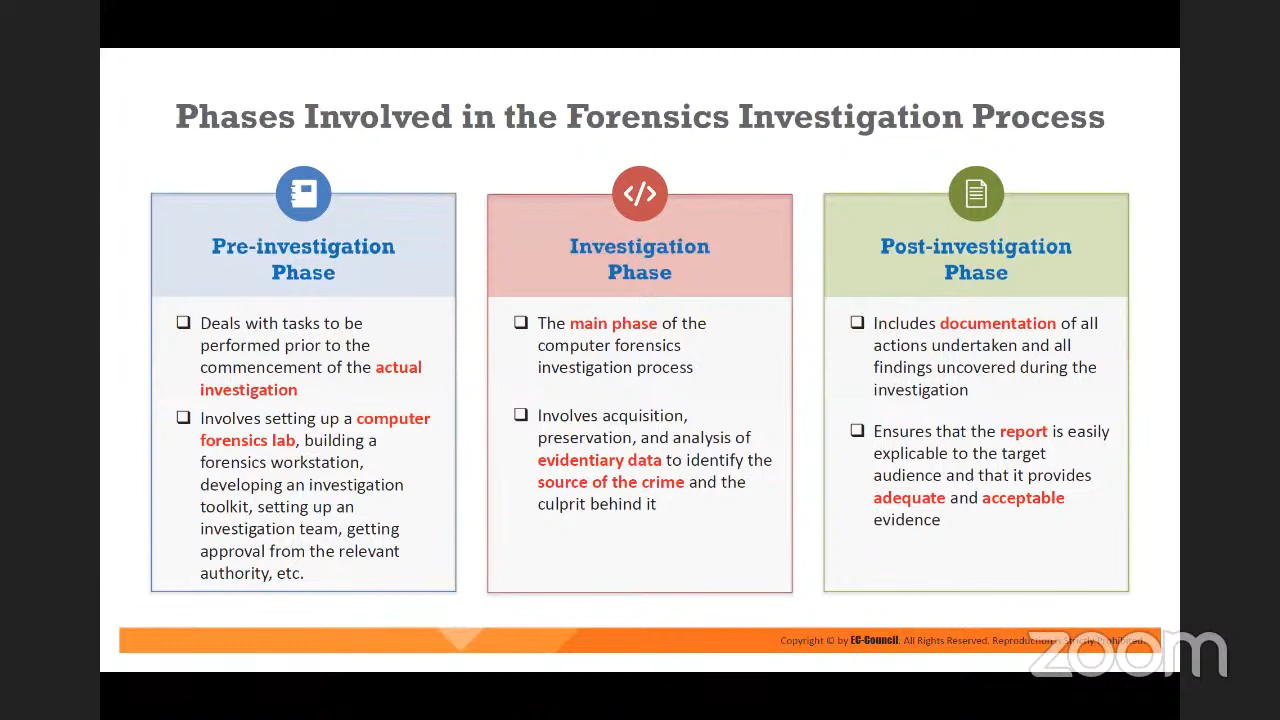 Phases Involved in the Forensics Investigation Process
Pre-investigation
Phase
Deals with tasks to be
performed prior to the
commencement of the actual
investigation
Involves setting up a computer
forensics lab, building a
forensics workstation,
developing an investigation
toolkit, setting up an
investigation team, getting
approval from the relevant
authority, etc.
Investigation
Phase
The main phase of the
computer forensics
investigation process
Involves acquisition,
preservation, and analysis of
evidentiary data to identify the
source of the crime and the
culprit behind it
Post-investigation
Phase
Includes documentation of all
actions undertaken and all
findings uncovered during the
investigation
Ensures that the report is easily
explicable to the target
audience and that it provides
adequate and acceptable
evidence
Copyright © by EC-Council. All Rights Reserved. Reproduction is Strictly Prohibited.
zoom